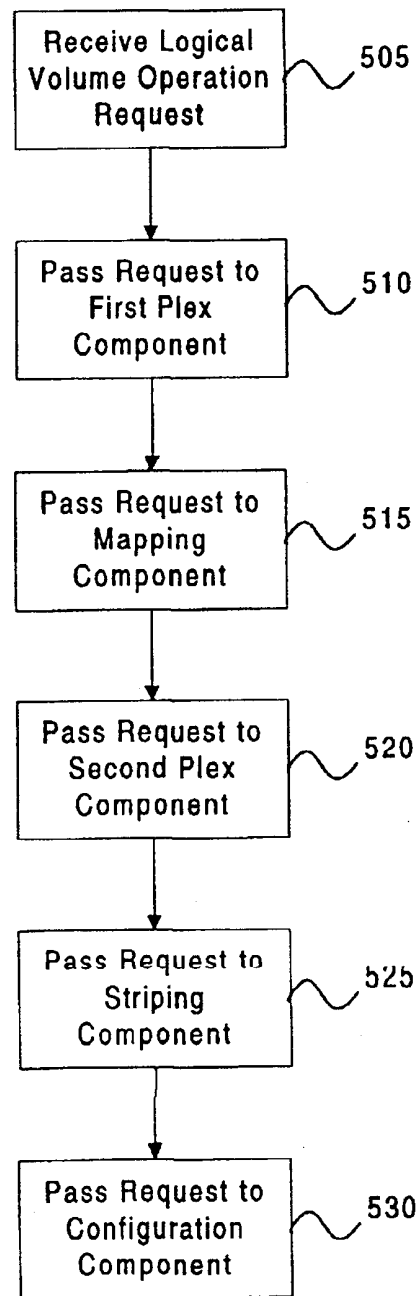 Receive Logical
Volume Operation
Request
505
Pass Request to
First Plex
Component
510
Pass Request to
Mapping
Component
515
Pass Request to
Second Plex
Component
520
Pass Request to
Striping
Component
525
Pass Request to
Configuration
Component
530